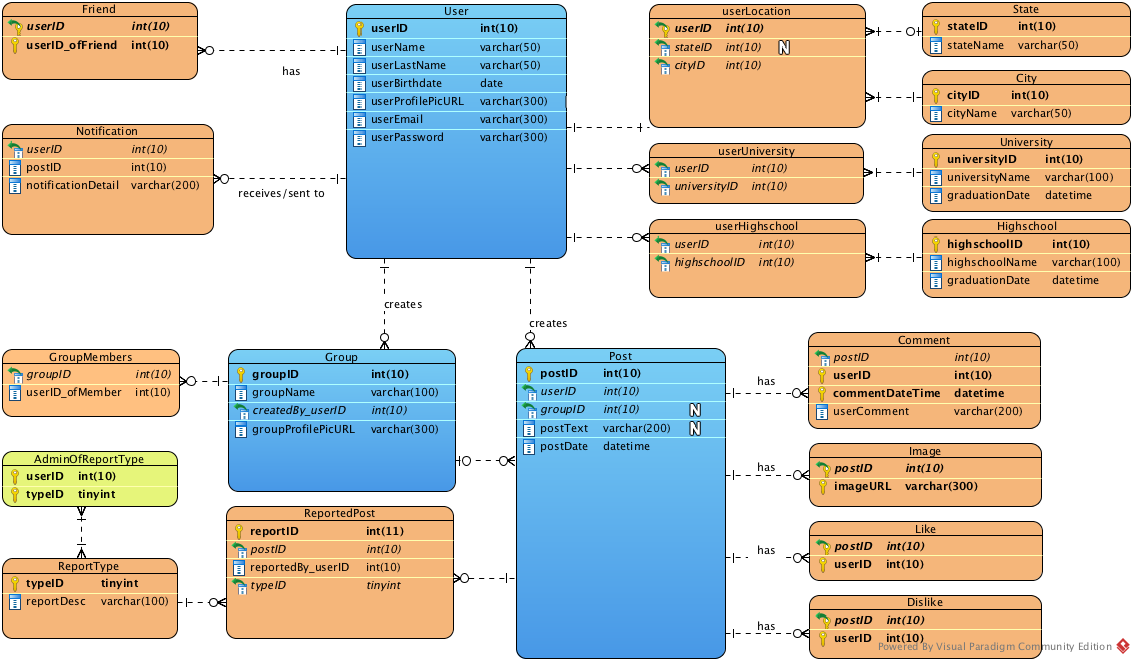 Friend
userID int(10)
userID_ofFriend int(10)
has
Notification
userID int(10)
postID int(10)
notificationDetail varchar(200)
receives/sent to
User
userID int(10)
userName varchar(50)
userLastName varchar(50)
userBirthdate date
userProfilePicURL varchar(300)
userEmail varchar(300)
userPassword varchar(300)
userLocation
userID int(10)
stateID int(10) N
cityID int(10)
State
stateID int(10)
stateName varchar(50)
City
cityID int(10)
cityName varchar(50)
userUniversity
userID int(10)
universityID int(10)
University
universityID int(10)
universityName varchar(100)
graduationDate datetime
userHighschool
userID int(10)
highschoolID int(10)
Highschool
highschoolID int(10)
highschoolName varchar(100)
graduationDate datetime
creates
creates
GroupMembers
groupID int(10)
userID_ofMember int(10)
Group
groupID int(10)
groupName varchar(100)
createdBy_userID int(10)
groupProfilePicURL varchar(300)
Post
postID int(10)
userID int(10)
groupID int(10) N
postText varchar(200) N
postDate datetime
has
Comment
postID int(10)
userID int(10)
commentDateTime datetime
userComment varchar(200)
has
Image
postID int(10)
imageURL varchar(300)
AdminOfReportType
userID int(10)
typeID tinyint
ReportType
typeID tinyint
reportDesc varchar(100)
ReportedPost
reportID int(11)
postID int(10)
reportedBy_userID int(10)
typeID tinyint
has
Like
postID int(10)
userID int(10)
has
Dislike
postID int(10)
userID int(10)
Powered By Visual Paradigm Community Edition